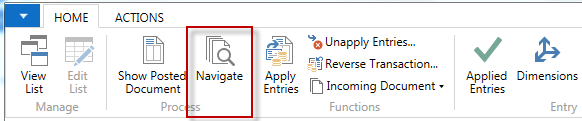 HOME ACTIONS
View List
Edit List
Manage
Show Posted Document
Navigate
Process
Apply Entries
Unapply Entries...
Reverse Transaction...
Incoming Document
Functions
Applied Entries
Dimensions
Entry